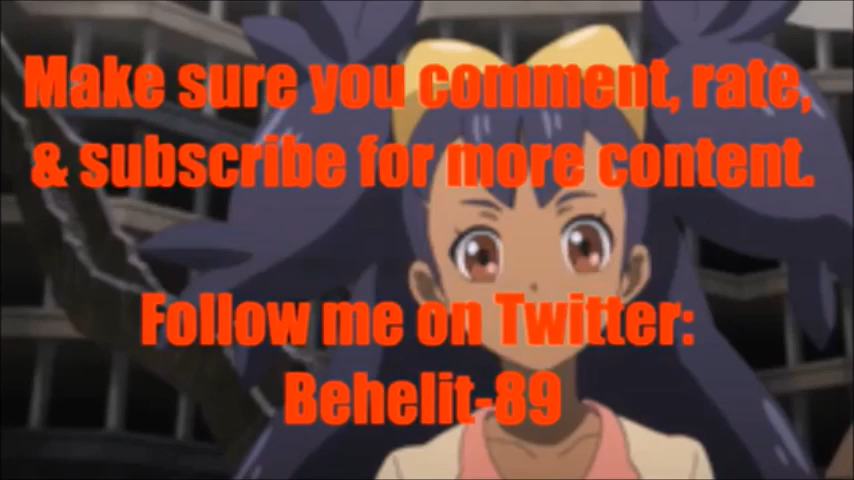 Make sure you comment, rate,
& subscribe for more content.
Follow me on Twitter:
Behelit-89